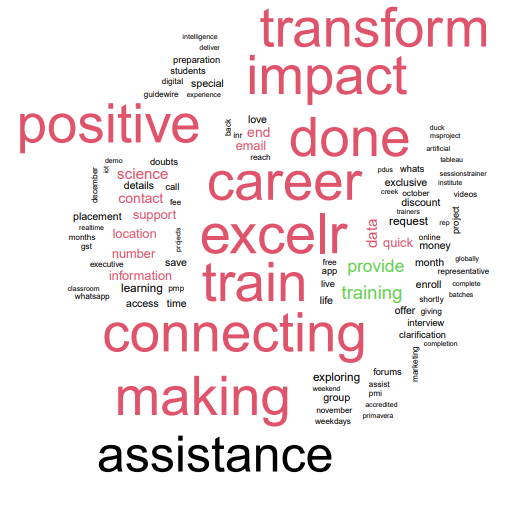 intelligence
transform
deliver
preparation
students
impact
digital special
guidewire experience
positive
back love
inr end
email
reach
done
duck
msproject
artificial
tableau
december
iot demo
doubts
science
details call
contact fee
career
pdus whats
sessionstrainer
exclusive institute
creek october videos
discount
placement support
realtime
months location
gst
projects
excelr
data
trainers
request rep project
quick online
money
number
executive save
information
free
app
provide
month globally
representative
classroom learning pmp
whatsapp
access time
train
live
life
training
enroll complete
shortly batches
offer giving
interview
clarification
completion
connecting
marketing
making
exploring forums
weekend assist
group pmi
november accredited
weekdays primavera
assistance